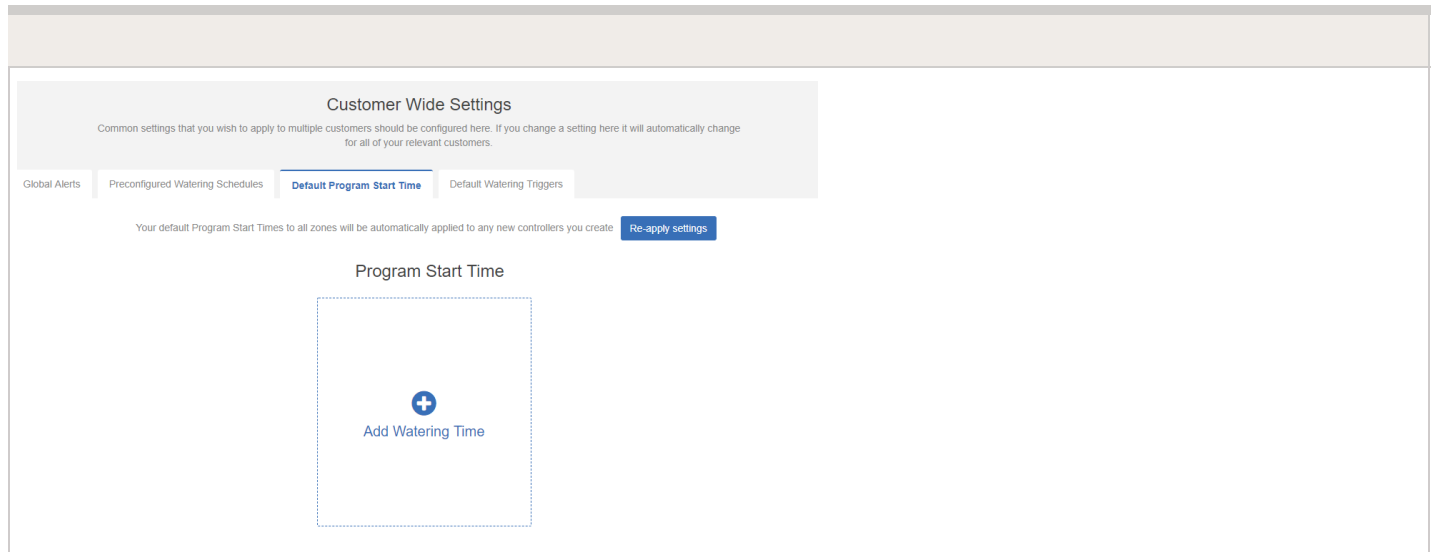 Customer Wide Settings
Common settings that you wish to apply to multiple customers should be configured here. If you change a setting here it will automatically change
for all of your relevant customers.
Global Alerts Preconfigured Watering Schedules Default Program Start Time Default Watering Triggers
Your default Program Start Times to all zones will be automatically applied to any new controllers you create Re-apply settings
Program Start Time
Add Watering Time